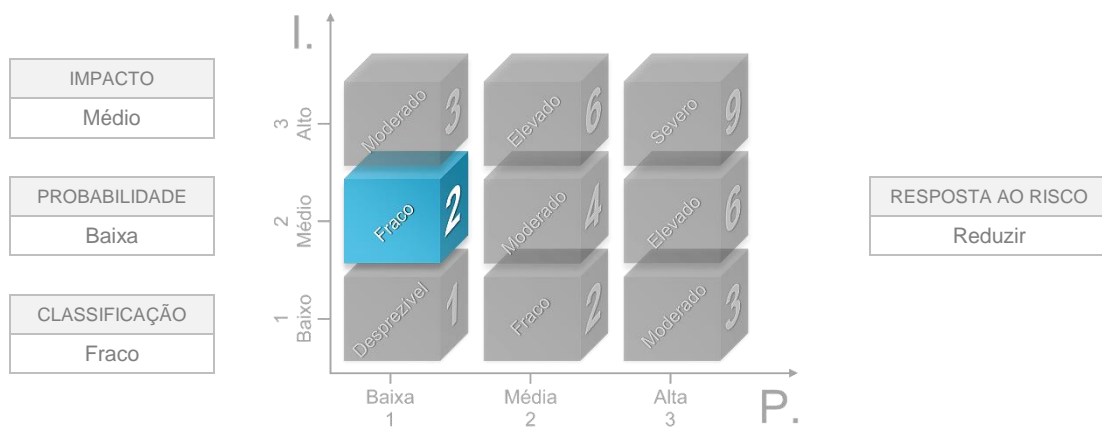 IMPACTO
Médio
PROBABILIDADE
Baixa
CLASSIFICAÇÃO
Fraco
I.
3
Alto
2
Médio
1
Baixo
Moderado 3
Elevado 6
Severo 9
Fraco 2
Moderado 4
Elevado 6
Desprezível 1
Fraco 2
Moderado 3
Baixa
1
Média
2
Alta
3
P.
RESPOSTA AO RISCO
Reduzir